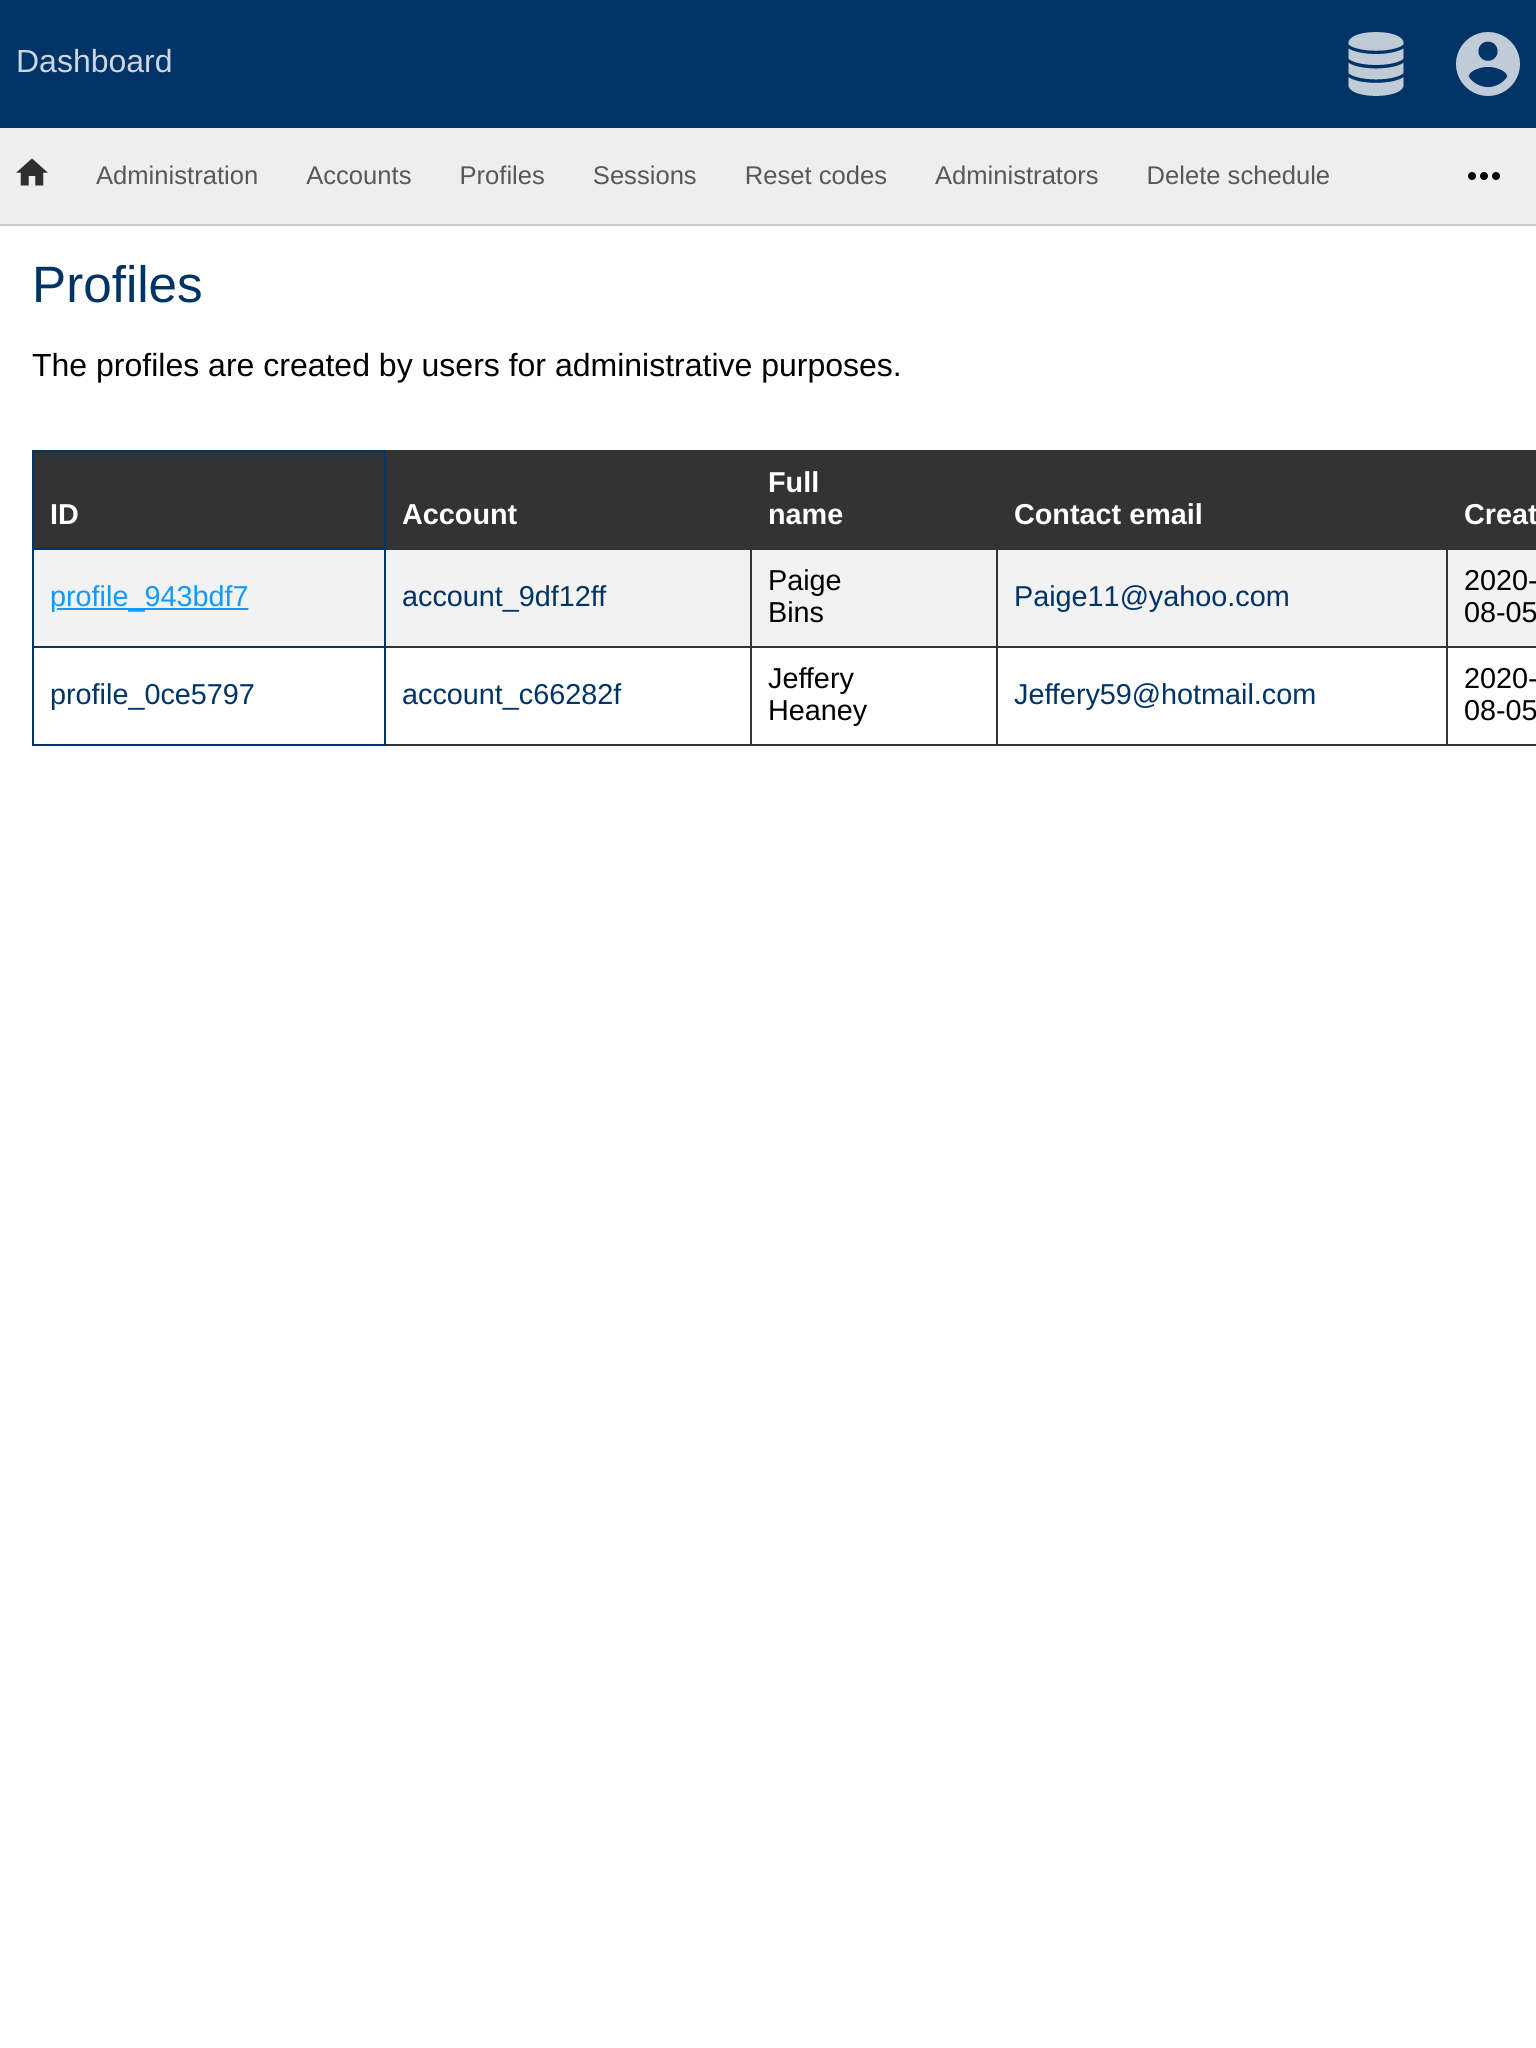 Dashboard
Administration Accounts Profiles Sessions Reset codes Administrators Delete schedule
Profiles
The profiles are created by users for administrative purposes.
ID Account Full name Contact email Creat
profile_943bdf7 account_9df12ff Paige Bins Paige11@yahoo.com 2020-08-05
profile_0ce5797 account_c66282f Jeffery Heaney Jeffery59@hotmail.com 2020-08-05